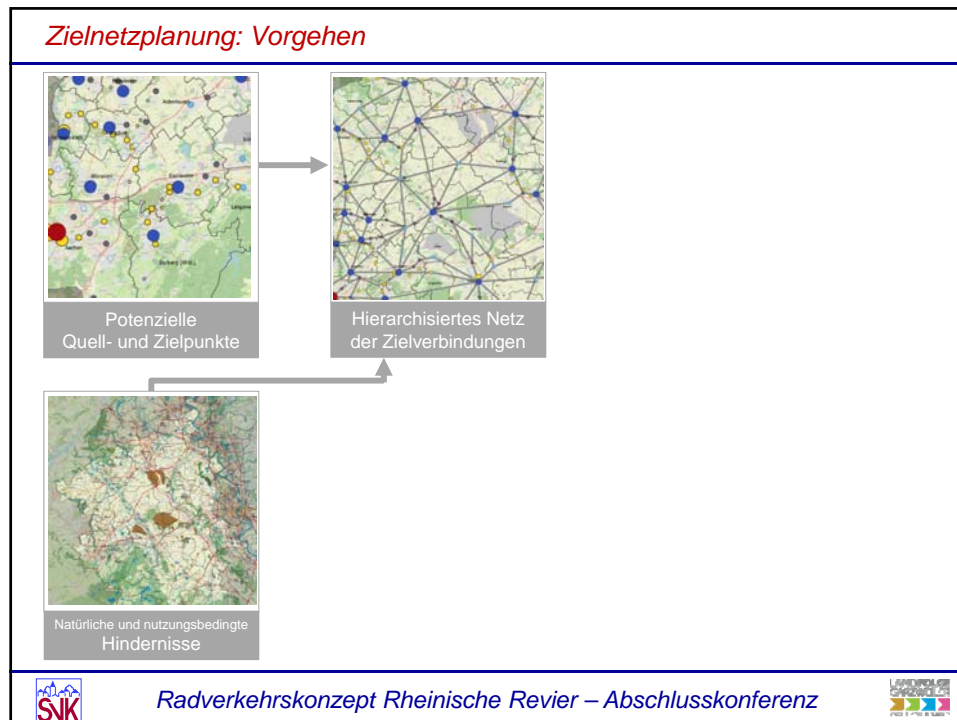 Zielnetzplanung: Vorgehen
Potenzielle
Quell- und Zielpunkte
Hierarchisiertes Netz
der Zielverbindungen
Natürliche und nutzungsbedingte
Hindernisse
SVK
Radverkehrskonzept Rheinische Revier – Abschlusskonferenz